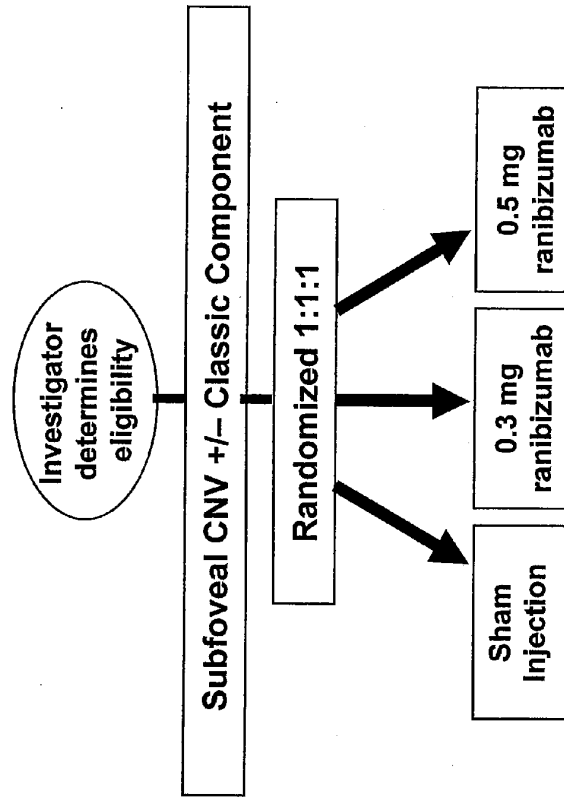 Investigator
determines
eligibility
Subfoveal CNV +/– Classic Component
Randomized 1:1:1
Sham
Injection
0.3 mg
ranibizumab
0.5 mg
ranibizumab